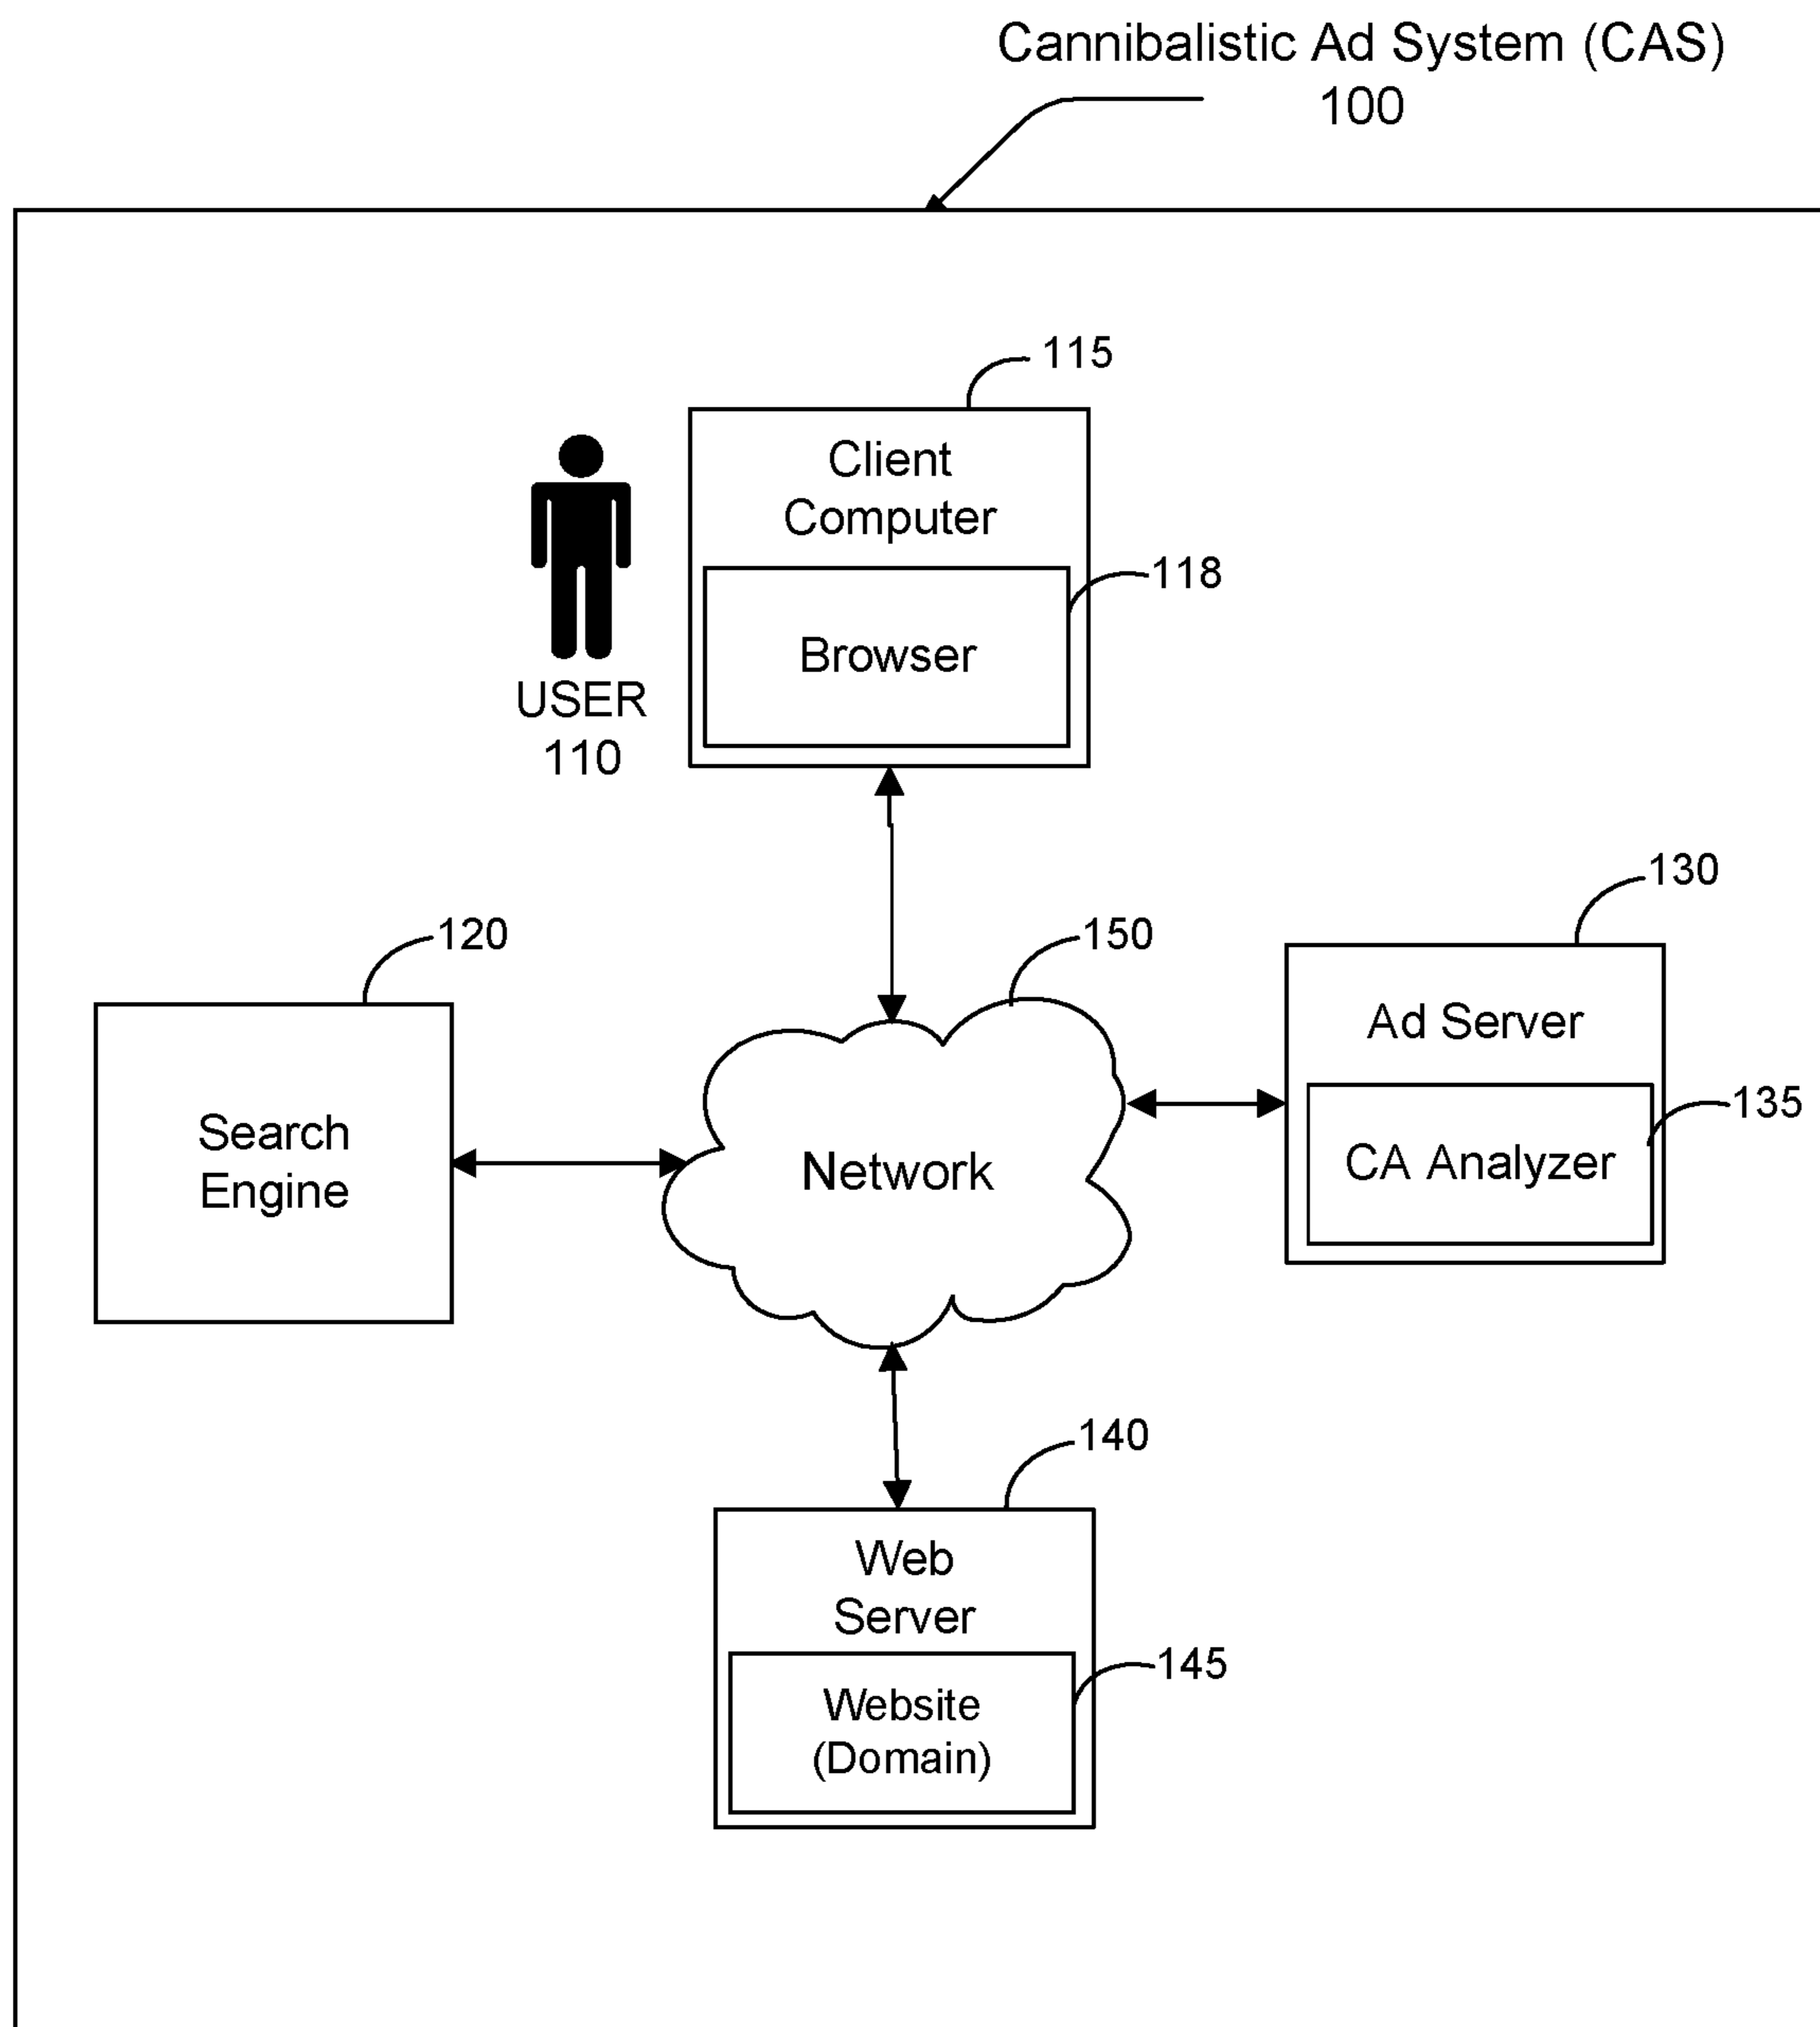 Cannibalistic Ad System (CAS)
100
115
Client
Computer
118
Browser
USER
110
130
120
150
Ad Server
135
Search
Engine
Network
CA Analyzer
140
Web
Server
145
Website
(Domain)